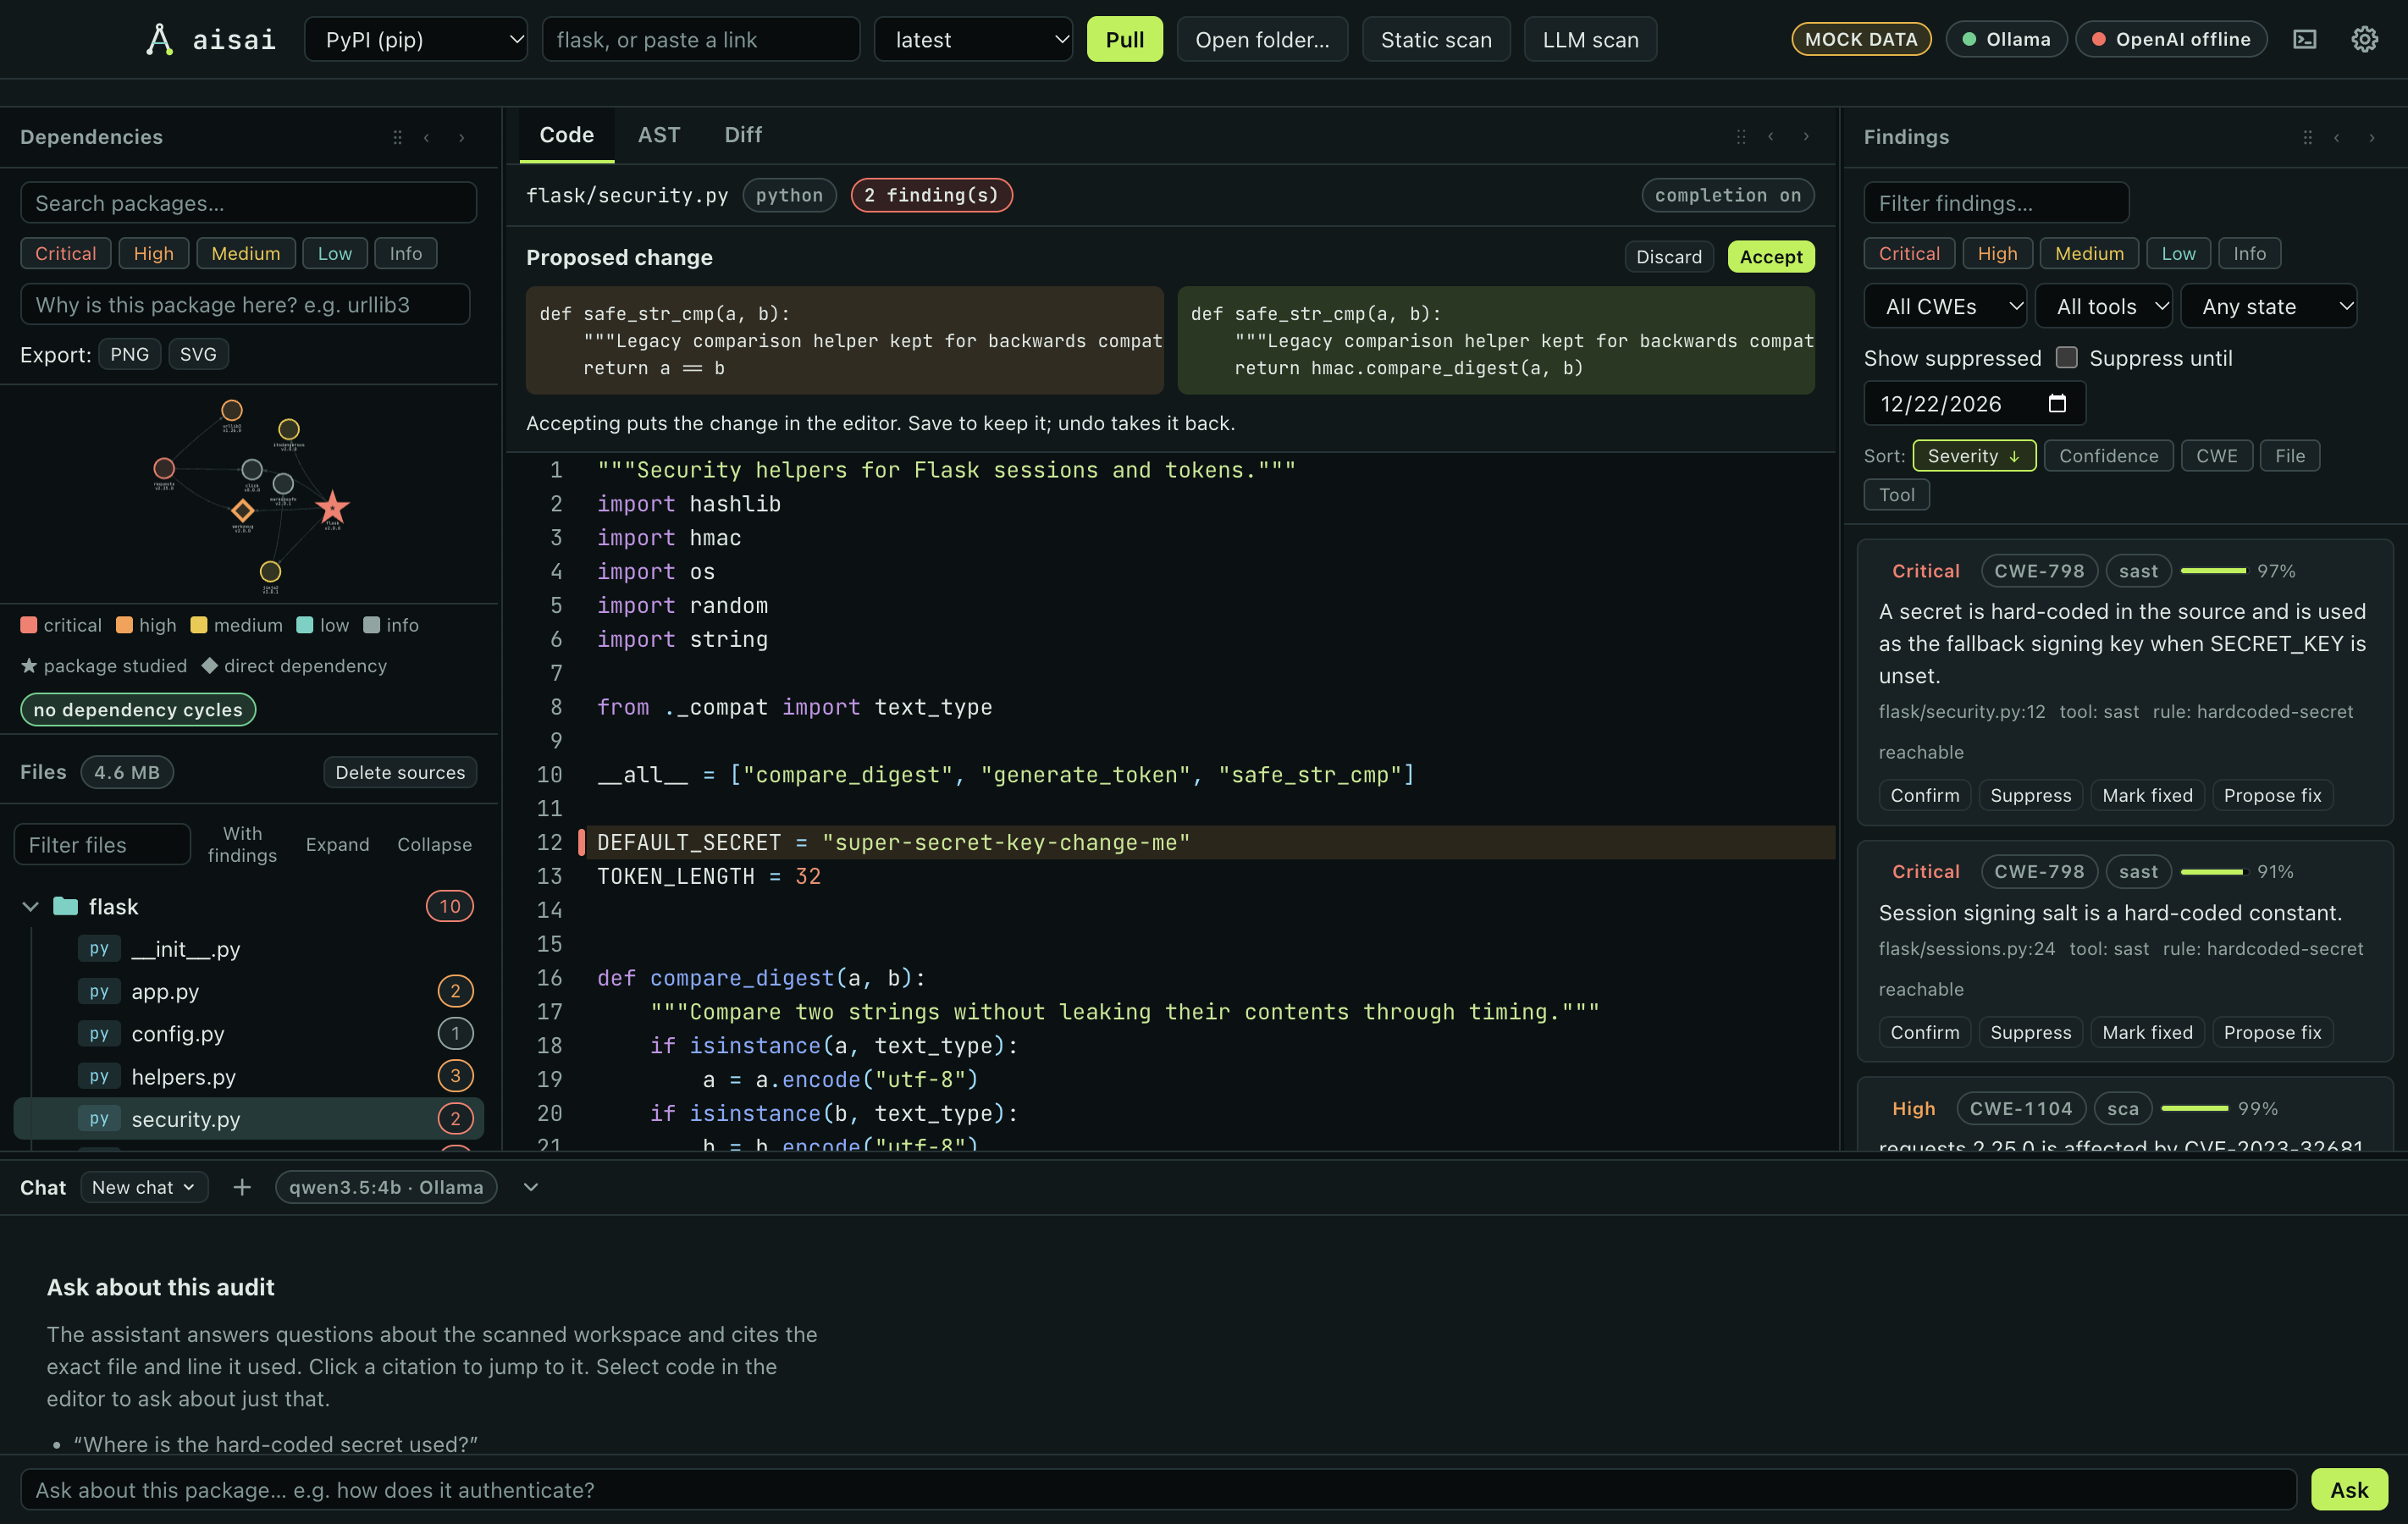 aisai PyPI (pip) flask, or paste a link latest Pull Open folder... Static scan LLM scan MOCK DATA Ollama OpenAI offline
Dependencies
Search packages...
Critical High Medium Low Info
Why is this package here? e.g. urllib3
Export: PNG SVG
critical high medium low info
package studied direct dependency
no dependency cycles
Files 4.6 MB Delete sources
Filter files With findings Expand Collapse
flask 10
py __init__.py
py app.py 2
py config.py 1
py helpers.py 3
py security.py 2
Code AST Diff
flask/security.py python 2 finding(s) completion on
Proposed change Discard Accept
def safe_str_cmp(a, b):
"""Legacy comparison helper kept for backwards compat
return a == b
def safe_str_cmp(a, b):
"""Legacy comparison helper kept for backwards compat
return hmac.compare_digest(a, b)
Accepting puts the change in the editor. Save to keep it; undo takes it back.
1 """Security helpers for Flask sessions and tokens."""
2 import hashlib
3 import hmac
4 import os
5 import random
6 import string
7
8 from ._compat import text_type
9
10 __all__ = ["compare_digest", "generate_token", "safe_str_cmp"]
11
12 DEFAULT_SECRET = "super-secret-key-change-me"
13 TOKEN_LENGTH = 32
14
15
16 def compare_digest(a, b):
17 """Compare two strings without leaking their contents through timing."""
18 if isinstance(a, text_type):
19 a = a.encode("utf-8")
20 if isinstance(b, text_type):
21 b = b.encode("utf-8")
Findings
Filter findings...
Critical High Medium Low Info
All CWEs All tools Any state
Show suppressed Suppress until
12/22/2026
Sort: Severity ↓ Confidence CWE File
Tool
Critical CWE-798 sast 97%
A secret is hard-coded in the source and is used
as the fallback signing key when SECRET_KEY is
unset.
flask/security.py:12 tool: sast rule: hardcoded-secret
reachable
Confirm Suppress Mark fixed Propose fix
Critical CWE-798 sast 91%
Session signing salt is a hard-coded constant.
flask/sessions.py:24 tool: sast rule: hardcoded-secret
reachable
Confirm Suppress Mark fixed Propose fix
High CWE-1104 sca 99%
requests 2.25.0 is affected by CVE-2023-32681
Chat New chat qwen3.5:4b · Ollama
Ask about this audit
The assistant answers questions about the scanned workspace and cites the
exact file and line it used. Click a citation to jump to it. Select code in the
editor to ask about just that.
• “Where is the hard-coded secret used?”
Ask about this package... e.g. how does it authenticate? Ask